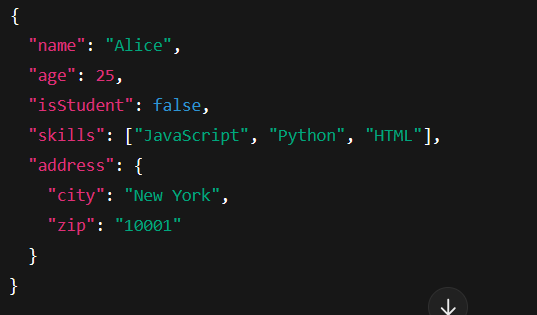 {
  "name": "Alice",
  "age": 25,
  "isStudent": false,
  "skills": ["JavaScript", "Python", "HTML"],
  "address": {
    "city": "New York",
    "zip": "10001"
  }
}